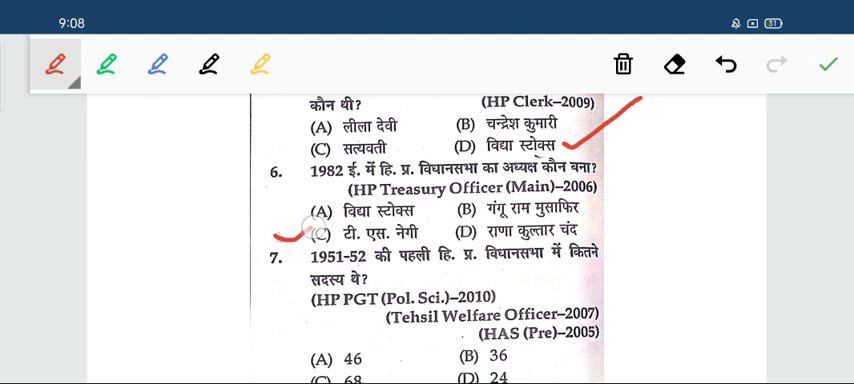 9:08
51
कौन थी? (HP Clerk–2009)
(A) लीला देवी (B) चन्द्रेश कुमारी
(C) सत्यवती (D) विद्या स्टोक्स
6. 1982 ई. में हि. प्र. विधानसभा का अध्यक्ष कौन बना?
(HP Treasury Officer (Main)–2006)
(A) विद्या स्टोक्स (B) गंगू राम मुसाफिर
(C) टी. एस. नेगी (D) राणा कुल्तार चंद
7. 1951-52 की पहली हि. प्र. विधानसभा में कितने
सदस्य थे?
(HP PGT (Pol. Sci.)–2010)
(Tehsil Welfare Officer–2007)
(HAS (Pre)–2005)
(A) 46 (B) 36
(C) 68 (D) 24